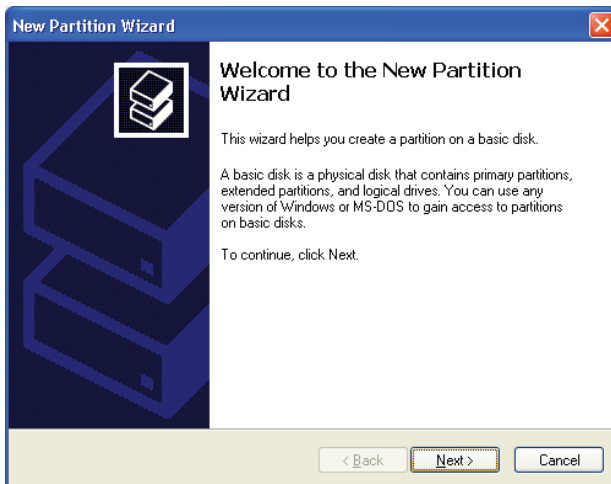 New Partition Wizard
Welcome to the New Partition
Wizard
This wizard helps you create a partition on a basic disk.
A basic disk is a physical disk that contains primary partitions,
extended partitions, and logical drives. You can use any
version of Windows or MS-DOS to gain access to partitions
on basic disks.
To continue, click Next.
< Back Next > Cancel